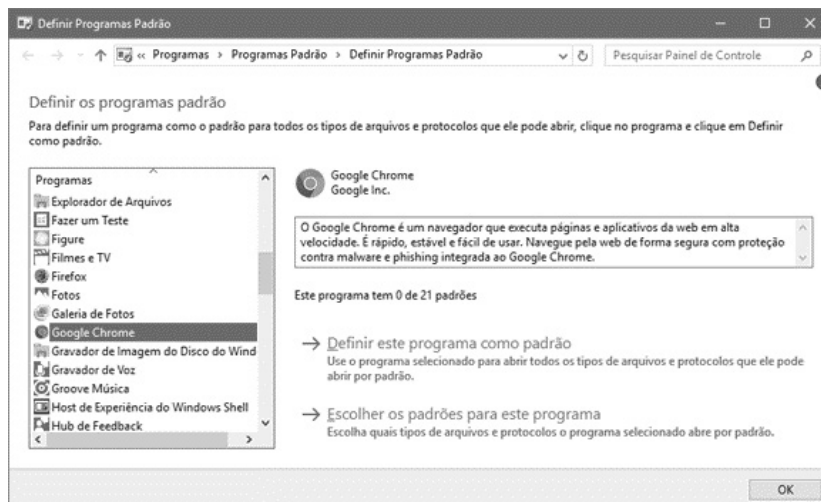 Definir Programas Padrão
« Programas > Programas Padrão > Definir Programas Padrão
Pesquisar Painel de Controle
Definir os programas padrão
Para definir um programa como o padrão para todos os tipos de arquivos e protocolos que ele pode abrir, clique no programa e clique em Definir
como padrão.
Programas
Explorador de Arquivos
Fazer um Teste
Figure
Filmes e TV
Firefox
Fotos
Galeria de Fotos
Google Chrome
Gravador de Imagem do Disco do Wind
Gravador de Voz
Groove Música
Host de Experiência do Windows Shell
Hub de Feedback
Google Chrome
Google Inc.
O Google Chrome é um navegador que executa páginas e aplicativos da web em alta
velocidade. É rápido, estável e fácil de usar. Navegue pela web de forma segura com proteção
contra malware e phishing integrada ao Google Chrome.
Este programa tem 0 de 21 padrões
Definir este programa como padrão
Use o programa selecionado para abrir todos os tipos de arquivos e protocolos que ele pode
abrir por padrão.
Escolher os padrões para este programa
Escolha quais tipos de arquivos e protocolos o programa selecionado abre por padrão.
OK